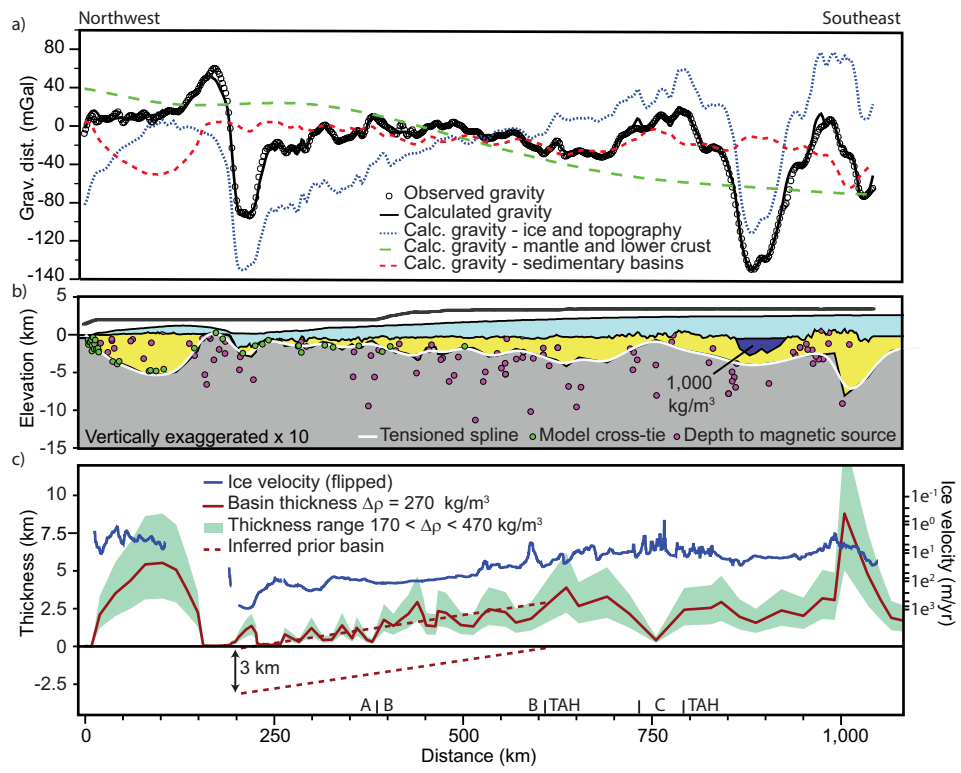 Northwest
Southeast
a)
80
40
0
-40
-80
-120
-140
Grav. dist. (mGal)
Observed gravity
Calculated gravity
Calc. gravity - ice and topography
Calc. gravity - mantle and lower crust
Calc. gravity - sedimentary basins
b)
5
0
-5
-10
-15
Elevation (km)
1,000
kg/m³
Vertically exaggerated x 10
Tensioned spline
Model cross-tie
Depth to magnetic source
c)
10
7.5
5
2.5
0
-2.5
Thickness (km)
Ice velocity (flipped)
Basin thickness Δρ = 270 kg/m³
Thickness range 170 < Δρ < 470 kg/m³
Inferred prior basin
1e⁻¹
1e⁰
1e¹
1e²
1e³
Ice velocity (m/yr)
3 km
A
B
B
TAH
C
TAH
0
250
500
750
1,000
Distance (km)